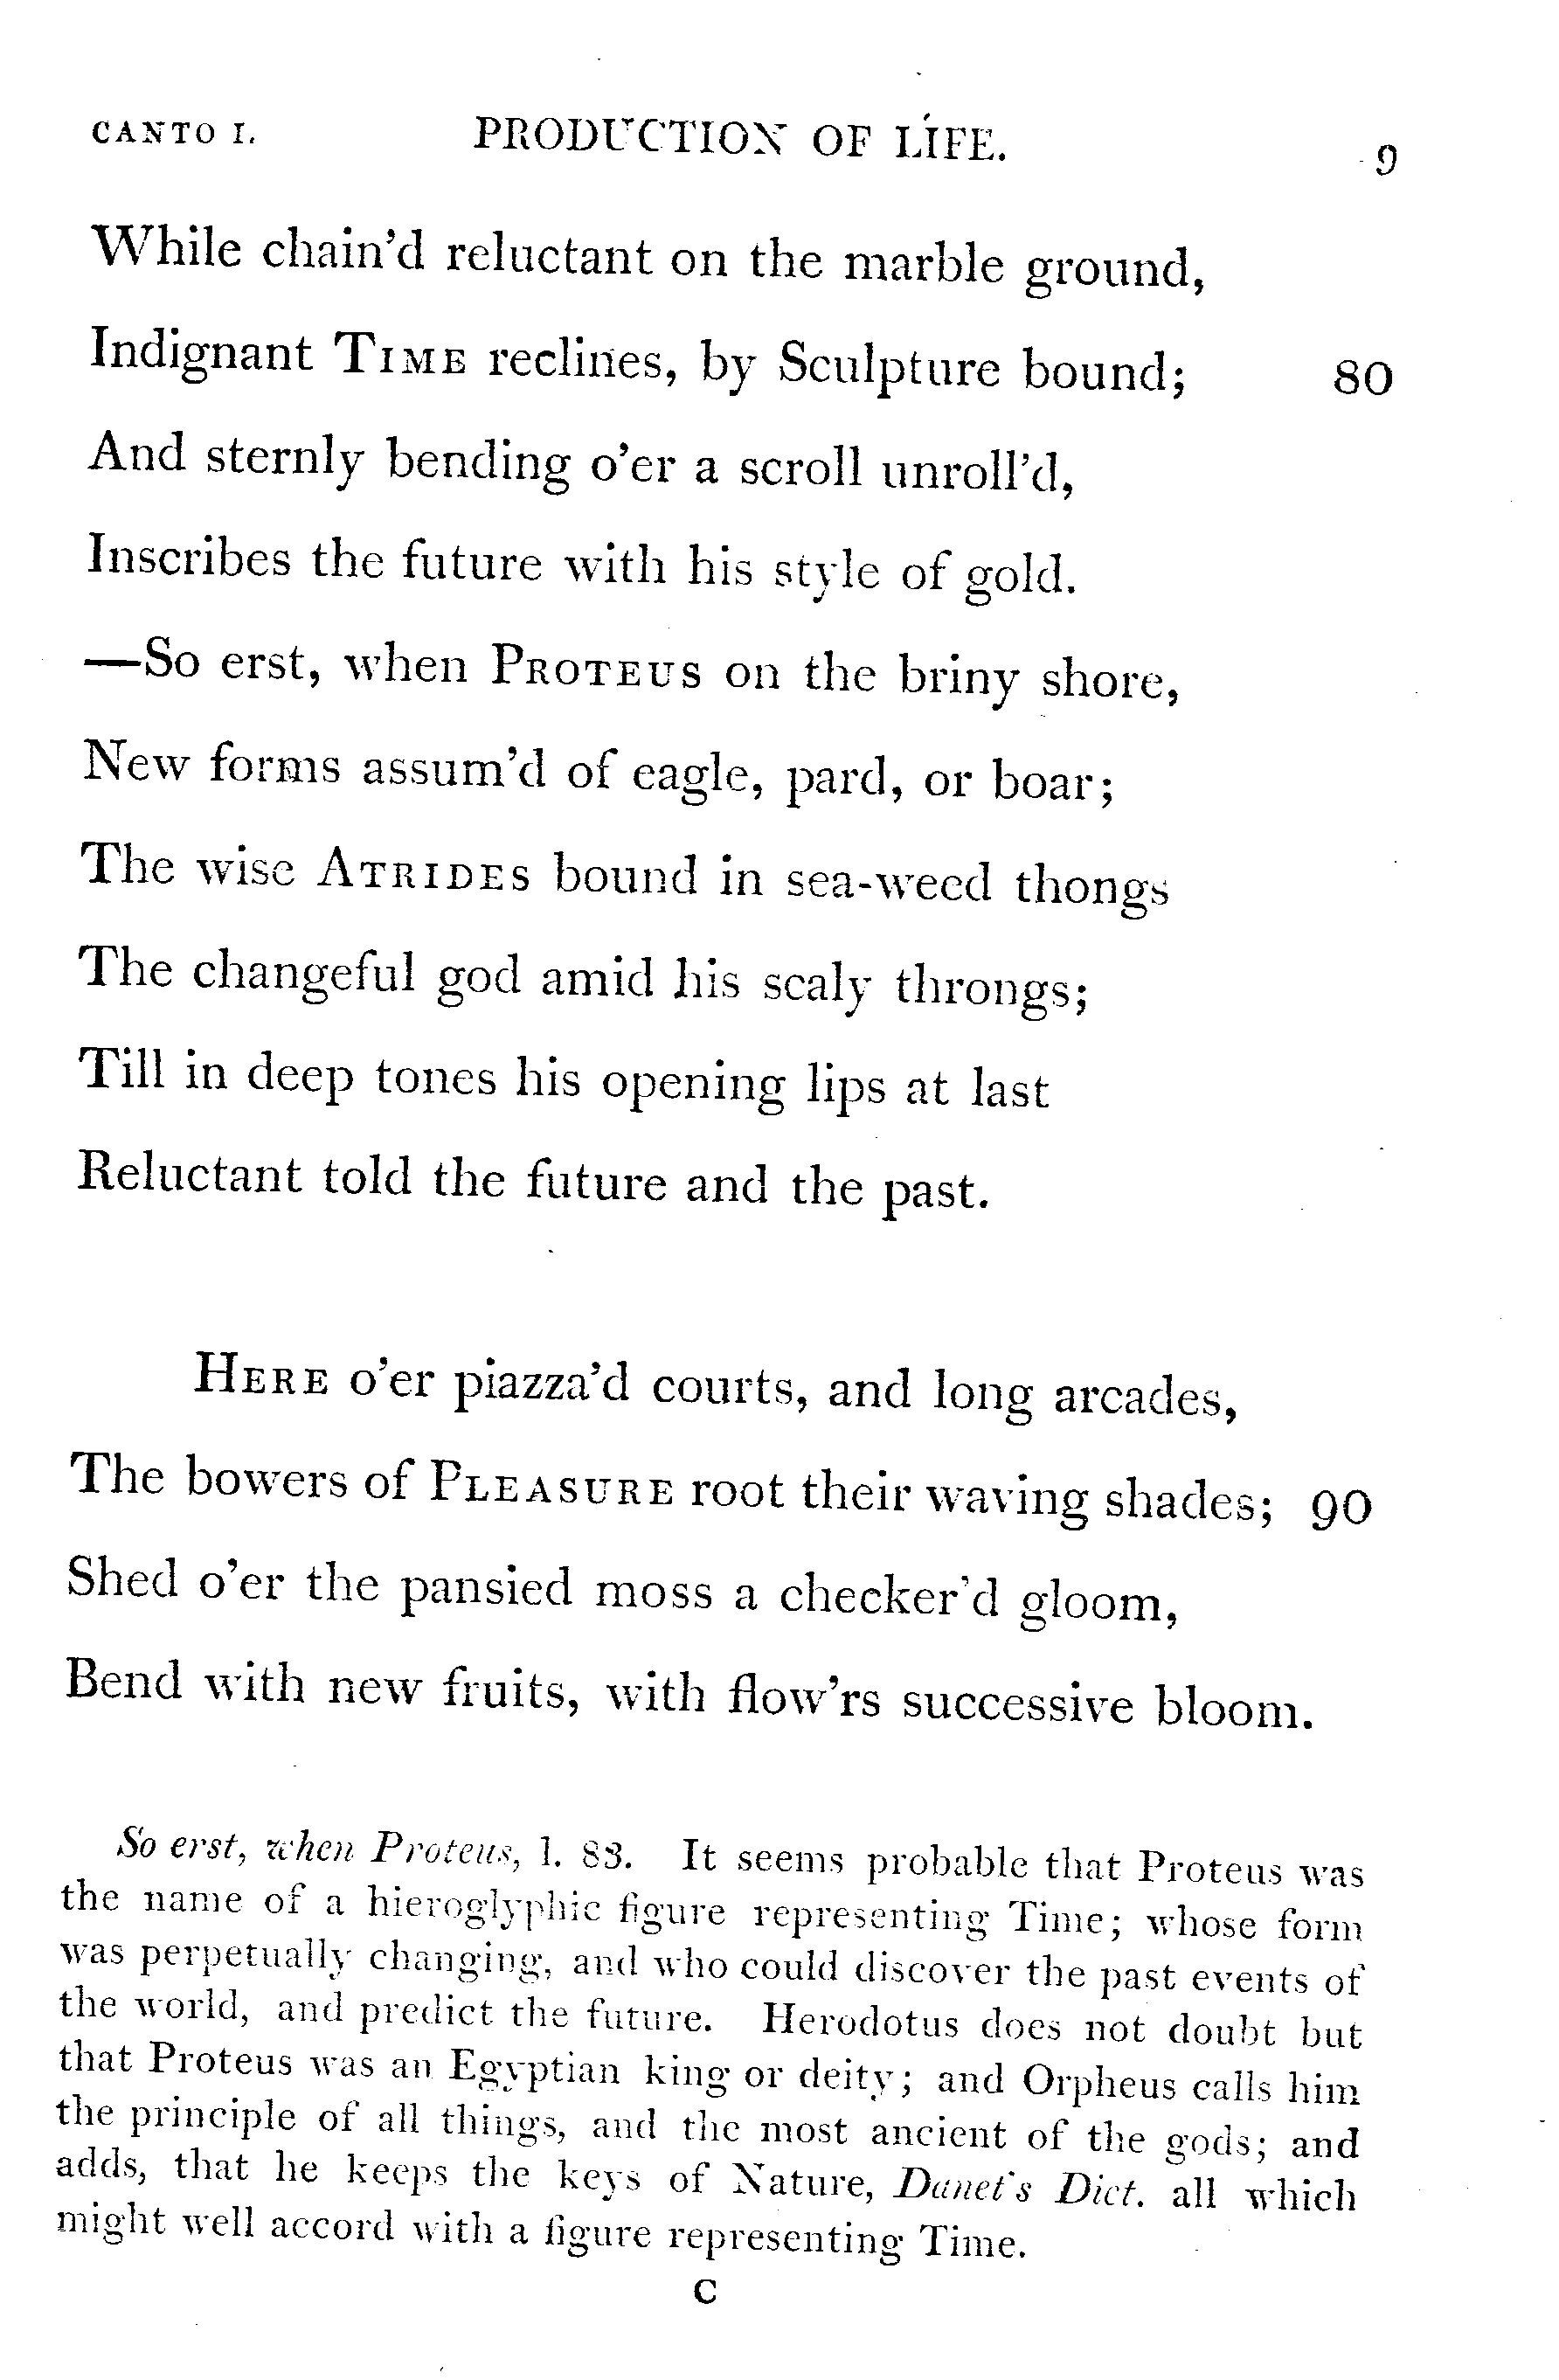 CANTO I. PRODUCTION OF LIFE. 9
While chain'd reluctant on the marble ground,
Indignant TIME reclines, by Sculpture bound; 80
And sternly bending o'er a scroll unroll'd,
Inscribes the future with his style of gold.
—So erst, when PROTEUS on the briny shore,
New forms assum'd of eagle, pard, or boar;
The wise ATRIDES bound in sea-weed thongs
The changeful god amid his scaly throngs;
Till in deep tones his opening lips at last
Reluctant told the future and the past.
HERE o'er piazza'd courts, and long arcades,
The bowers of PLEASURE root their waving shades; 90
Shed o'er the pansied moss a checker'd gloom,
Bend with new fruits, with flow'rs successive bloom.
So erst, when Proteus, l. 83. It seems probable that Proteus was
the name of a hieroglyphic figure representing Time; whose form
was perpetually changing, and who could discover the past events of
the world, and predict the future. Herodotus does not doubt but
that Proteus was an Egyptian king or deity; and Orpheus calls him
the principle of all things, and the most ancient of the gods; and
adds, that he keeps the keys of Nature, Danet's Dict. all which
might well accord with a figure representing Time.
C